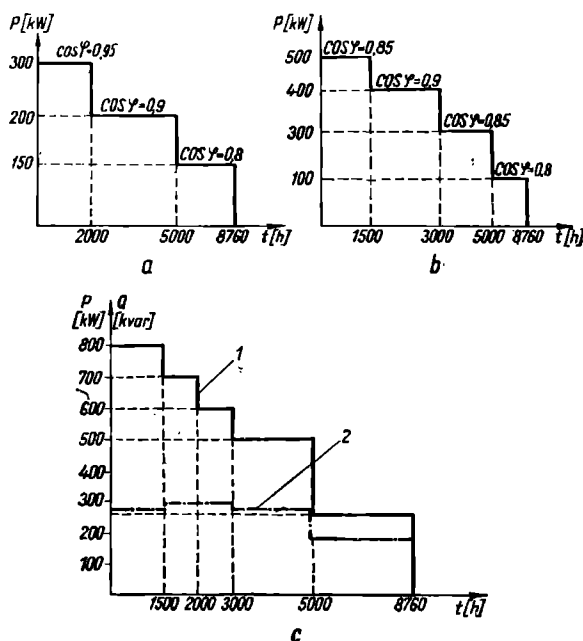 P[kW]
cosφ=0,95
300
cosφ=0,9
200
cosφ=0,8
150
2000 5000 8760 t[h]
a
P[kW]
500
cosφ=0,85
400
cosφ=0,9
300
cosφ=0,85
100
cosφ=0,8
1500 3000 5000 8760 t[h]
b
P Q
[kW] [kvar]
800
700
1
600
500
2
300
200
100
1500 2000 3000 5000 8760 t[h]
c